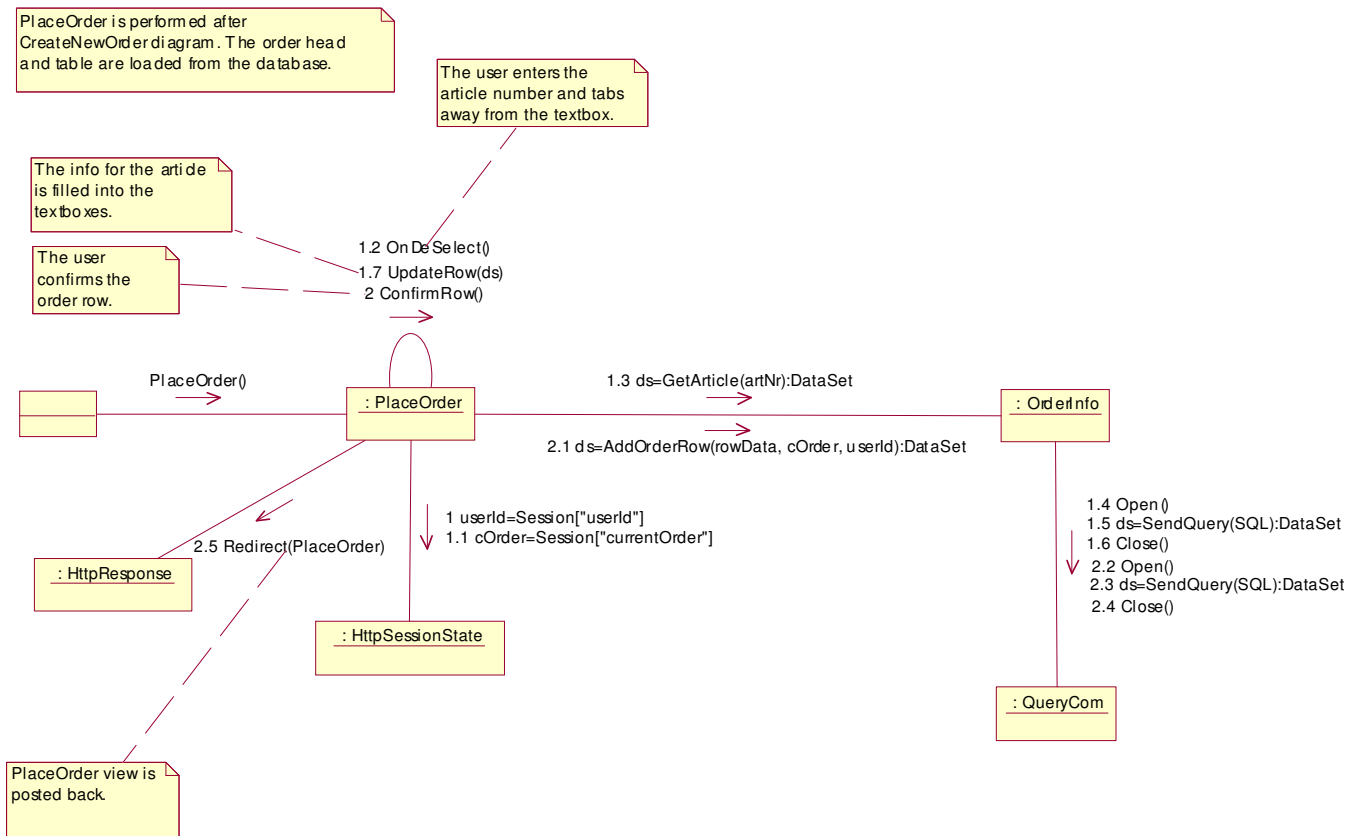 PlaceOrder is performed after
CreateNewOrder diagram. The order head
and table are loaded from the database.
The user enters the
article number and tabs
away from the textbox.
The info for the article
is filled into the
textboxes.
The user
confirms the
order row.
1.2 OnDeSelect()
1.7 UpdateRow(ds)
2 ConfirmRow()
PlaceOrder()
: PlaceOrder
1.3 ds=GetArticle(artNr):DataSet
2.1 ds=AddOrderRow(rowData, cOrder, userId):DataSet
: OrderInfo
1 userId=Session["userId"]
1.1 cOrder=Session["currentOrder"]
2.5 Redirect(PlaceOrder)
: HttpResponse
: HttpSessionState
1.4 Open()
1.5 ds=SendQuery(SQL):DataSet
1.6 Close()
2.2 Open()
2.3 ds=SendQuery(SQL):DataSet
2.4 Close()
: QueryCom
PlaceOrder view is
posted back.